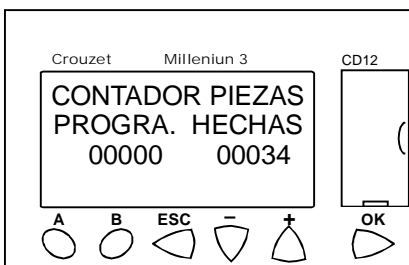 Crouzet Milleniun 3 CD12
CONTADOR PIEZAS
PROGRA. HECHAS
00000 00034
A B ESC − + OK